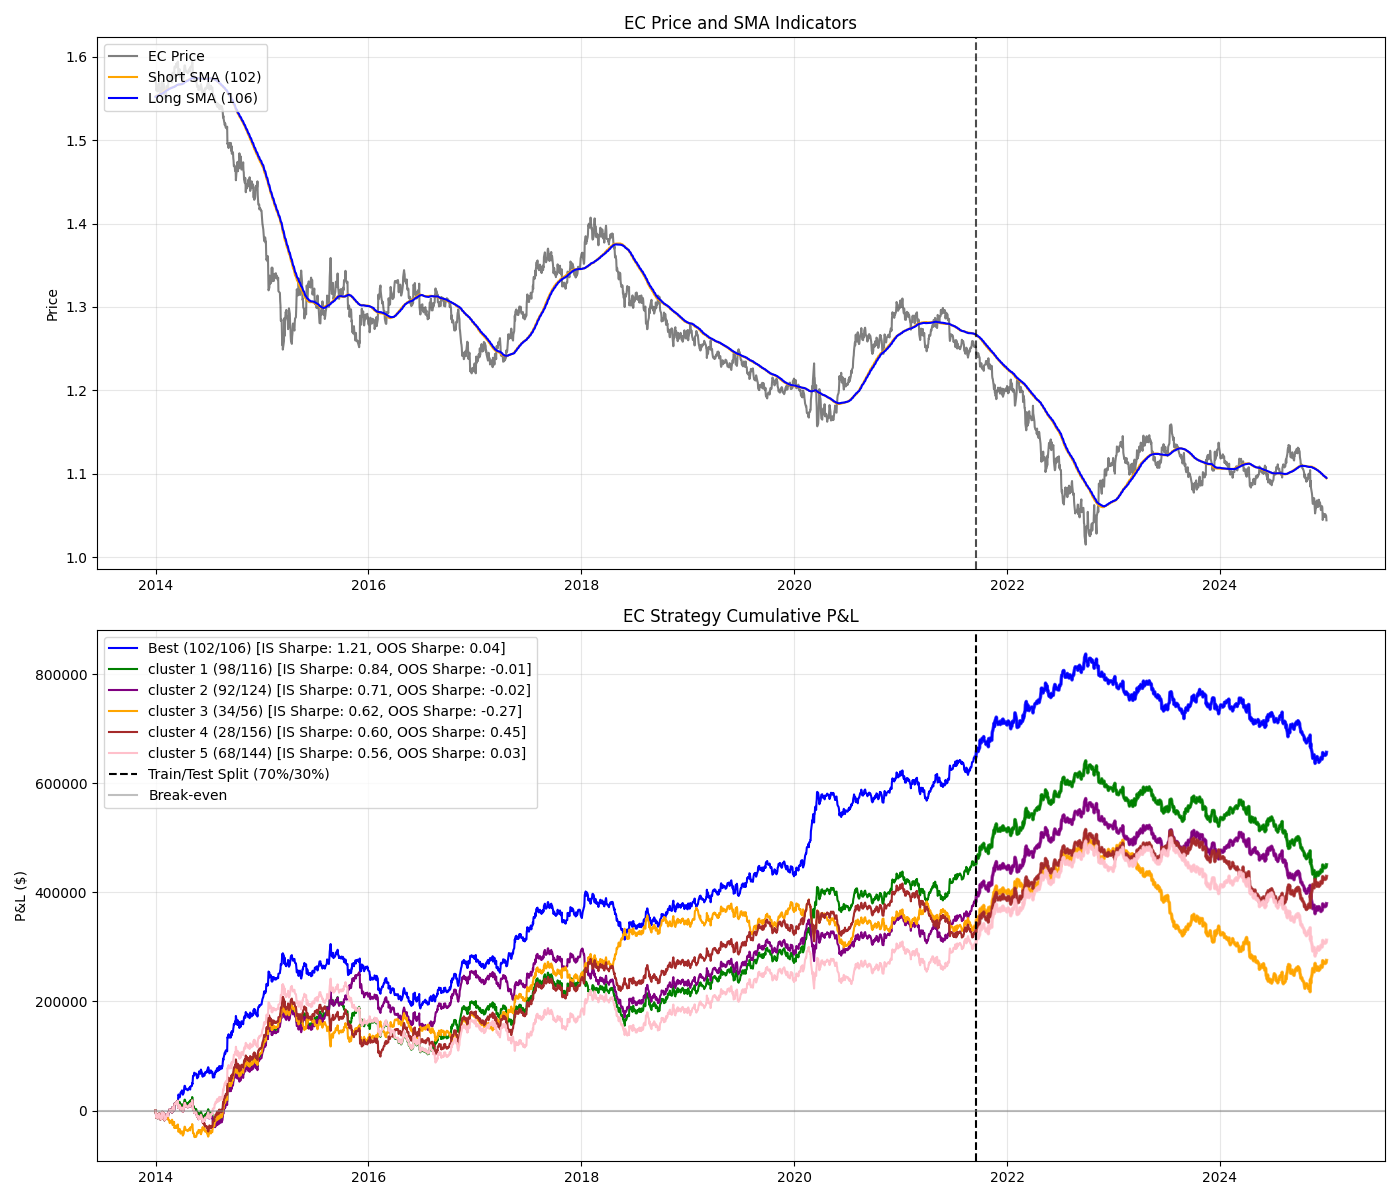 EC Price and SMA Indicators
EC Price
Short SMA (102)
Long SMA (106)
1.6
1.5
1.4
1.3
1.2
1.1
1.0
Price
2014
2016
2018
2020
2022
2024
EC Strategy Cumulative P&L
Best (102/106) [IS Sharpe: 1.21, OOS Sharpe: 0.04]
cluster 1 (98/116) [IS Sharpe: 0.84, OOS Sharpe: -0.01]
cluster 2 (92/124) [IS Sharpe: 0.71, OOS Sharpe: -0.02]
cluster 3 (34/56) [IS Sharpe: 0.62, OOS Sharpe: -0.27]
cluster 4 (28/156) [IS Sharpe: 0.60, OOS Sharpe: 0.45]
cluster 5 (68/144) [IS Sharpe: 0.56, OOS Sharpe: 0.03]
Train/Test Split (70%/30%)
Break-even
800000
600000
400000
200000
0
P&L ($)
2014
2016
2018
2020
2022
2024